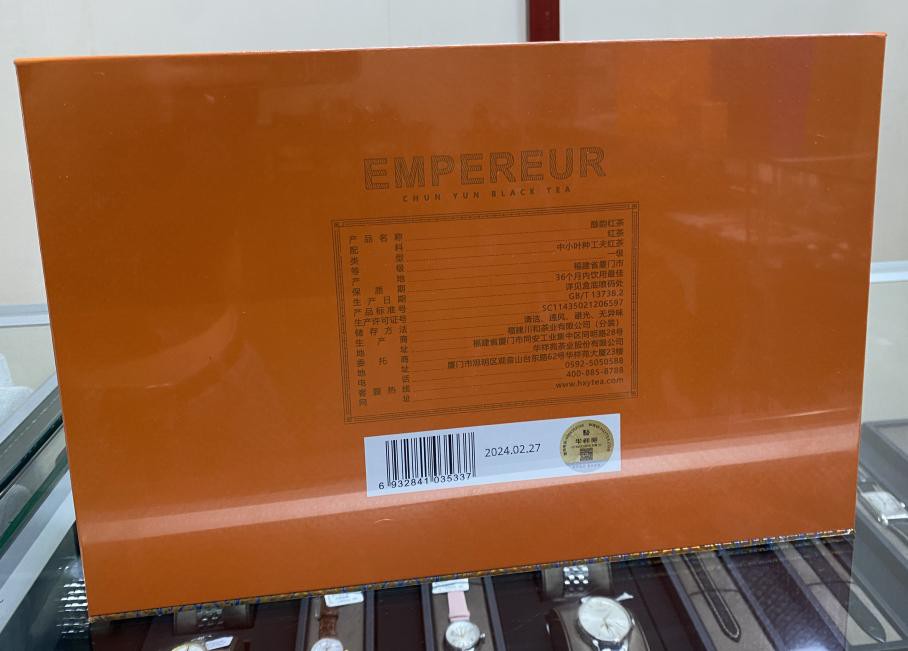 EMPEREUR
CHUN YUN BLACK TEA
产品名称 醇韵红茶
配料 红茶
类型 中小叶种工夫红茶
等级 一级
产地 福建省厦门市
保质期 36个月内饮用最佳
生产日期 详见盒底喷码处
产品标准号 GB/T 13738.2
生产许可证号 SC11435021206597
储存方法 清洁、通风、避光、无异味
生产商 福建川和茶业有限公司（分装）
地址 福建省厦门市同安工业集中区同明路28号
委托商 华祥苑茶业股份有限公司
地址 厦门市思明区观音山台东路62号华祥苑大厦23楼
电话 0592-5050588
客服热线 400-885-8788
网址 www.hxytea.com
6 932841 035337
2024.02.27
华祥苑